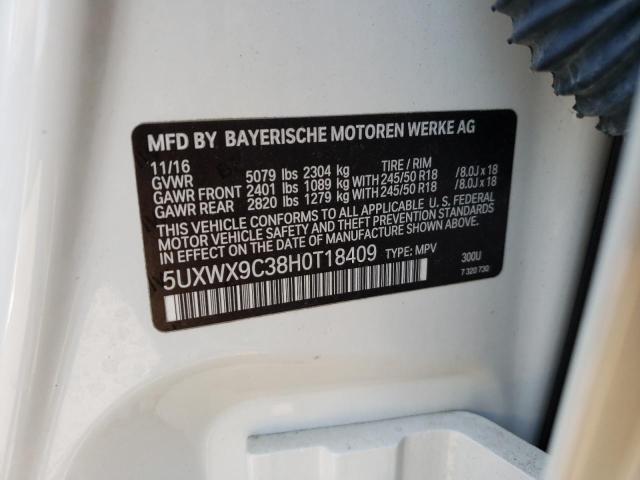 MFD BY BAYERISCHE MOTOREN WERKE AG
11/16 TIRE / RIM
GVWR 5079 lbs 2304 kg
GAWR FRONT 2401 lbs 1089 kg WITH 245/50 R18 / 8.0J x 18
GAWR REAR 2820 lbs 1279 kg WITH 245/50 R18 / 8.0J x 18
THIS VEHICLE CONFORMS TO ALL APPLICABLE U. S. FEDERAL
MOTOR VEHICLE SAFETY AND THEFT PREVENTION STANDARDS
IN EFFECT ON THE DATE OF MANUFACTURE SHOWN ABOVE.
5UXWX9C38H0T18409 TYPE: MPV
300U
7 320 730